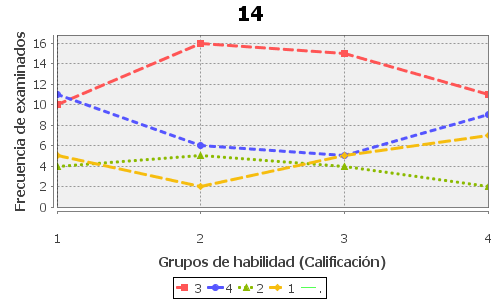 14
Frecuencia de examinados
16
14
12
10
8
6
4
2
0
1 2 3 4
Grupos de habilidad (Calificación)
3 4 2 1 .